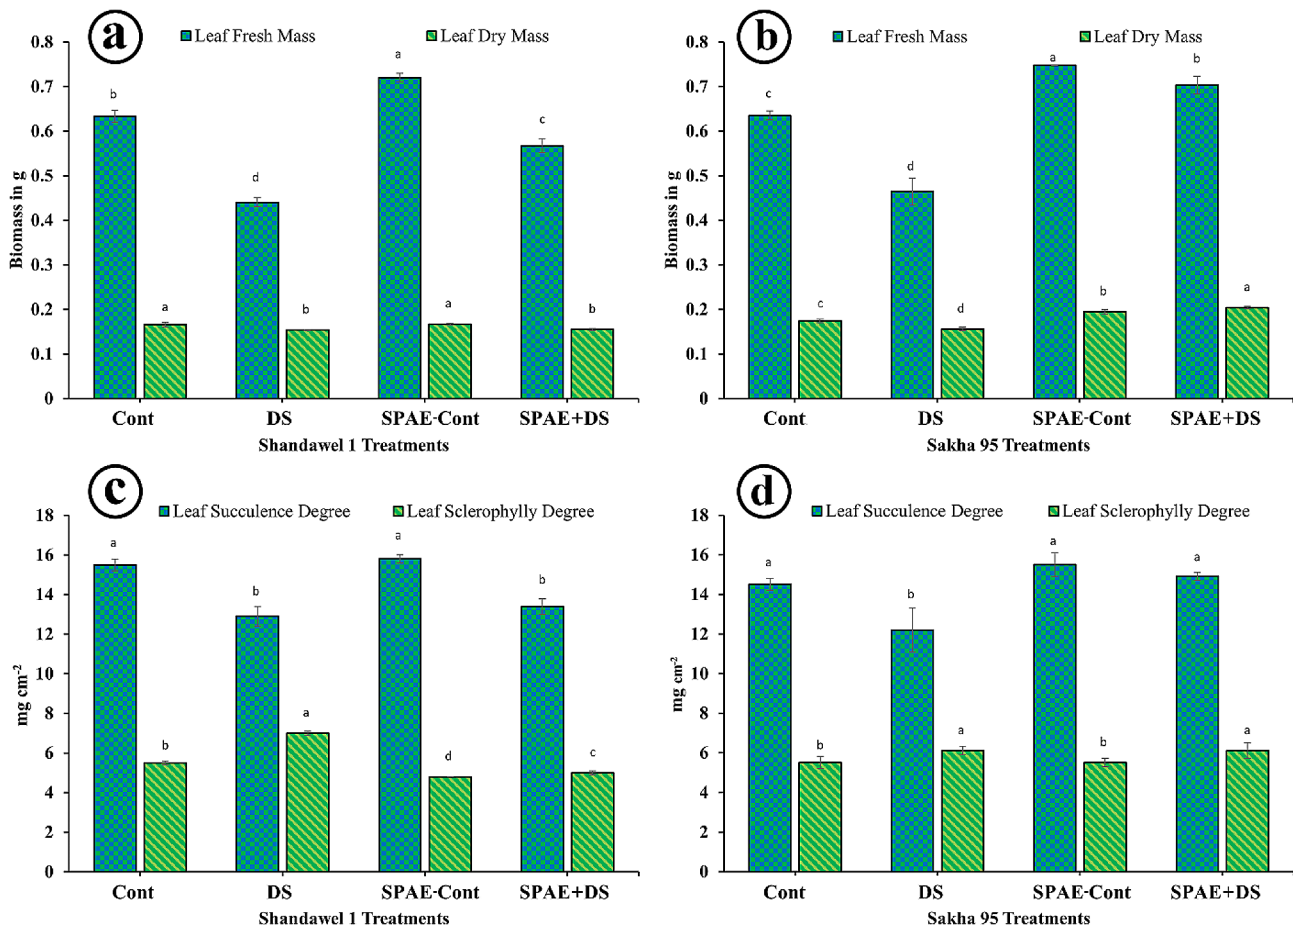 a
Leaf Fresh Mass Leaf Dry Mass
Biomass in g
0.8
0.7
0.6
0.5
0.4
0.3
0.2
0.1
0
b a d b a a c b
Cont DS SPAE-Cont SPAE+DS
Shandawel 1 Treatments
b
Leaf Fresh Mass Leaf Dry Mass
Biomass in g
0.8
0.7
0.6
0.5
0.4
0.3
0.2
0.1
0
c c d d a b b a
Cont DS SPAE-Cont SPAE+DS
Sakha 95 Treatments
c
Leaf Succulence Degree Leaf Sclerophylly Degree
mg cm-2
18
16
14
12
10
8
6
4
2
0
a b b a a d b c
Cont DS SPAE-Cont SPAE+DS
Shandawel 1 Treatments
d
Leaf Succulence Degree Leaf Sclerophylly Degree
mg cm-2
18
16
14
12
10
8
6
4
2
0
a b b a a b a a
Cont DS SPAE-Cont SPAE+DS
Sakha 95 Treatments